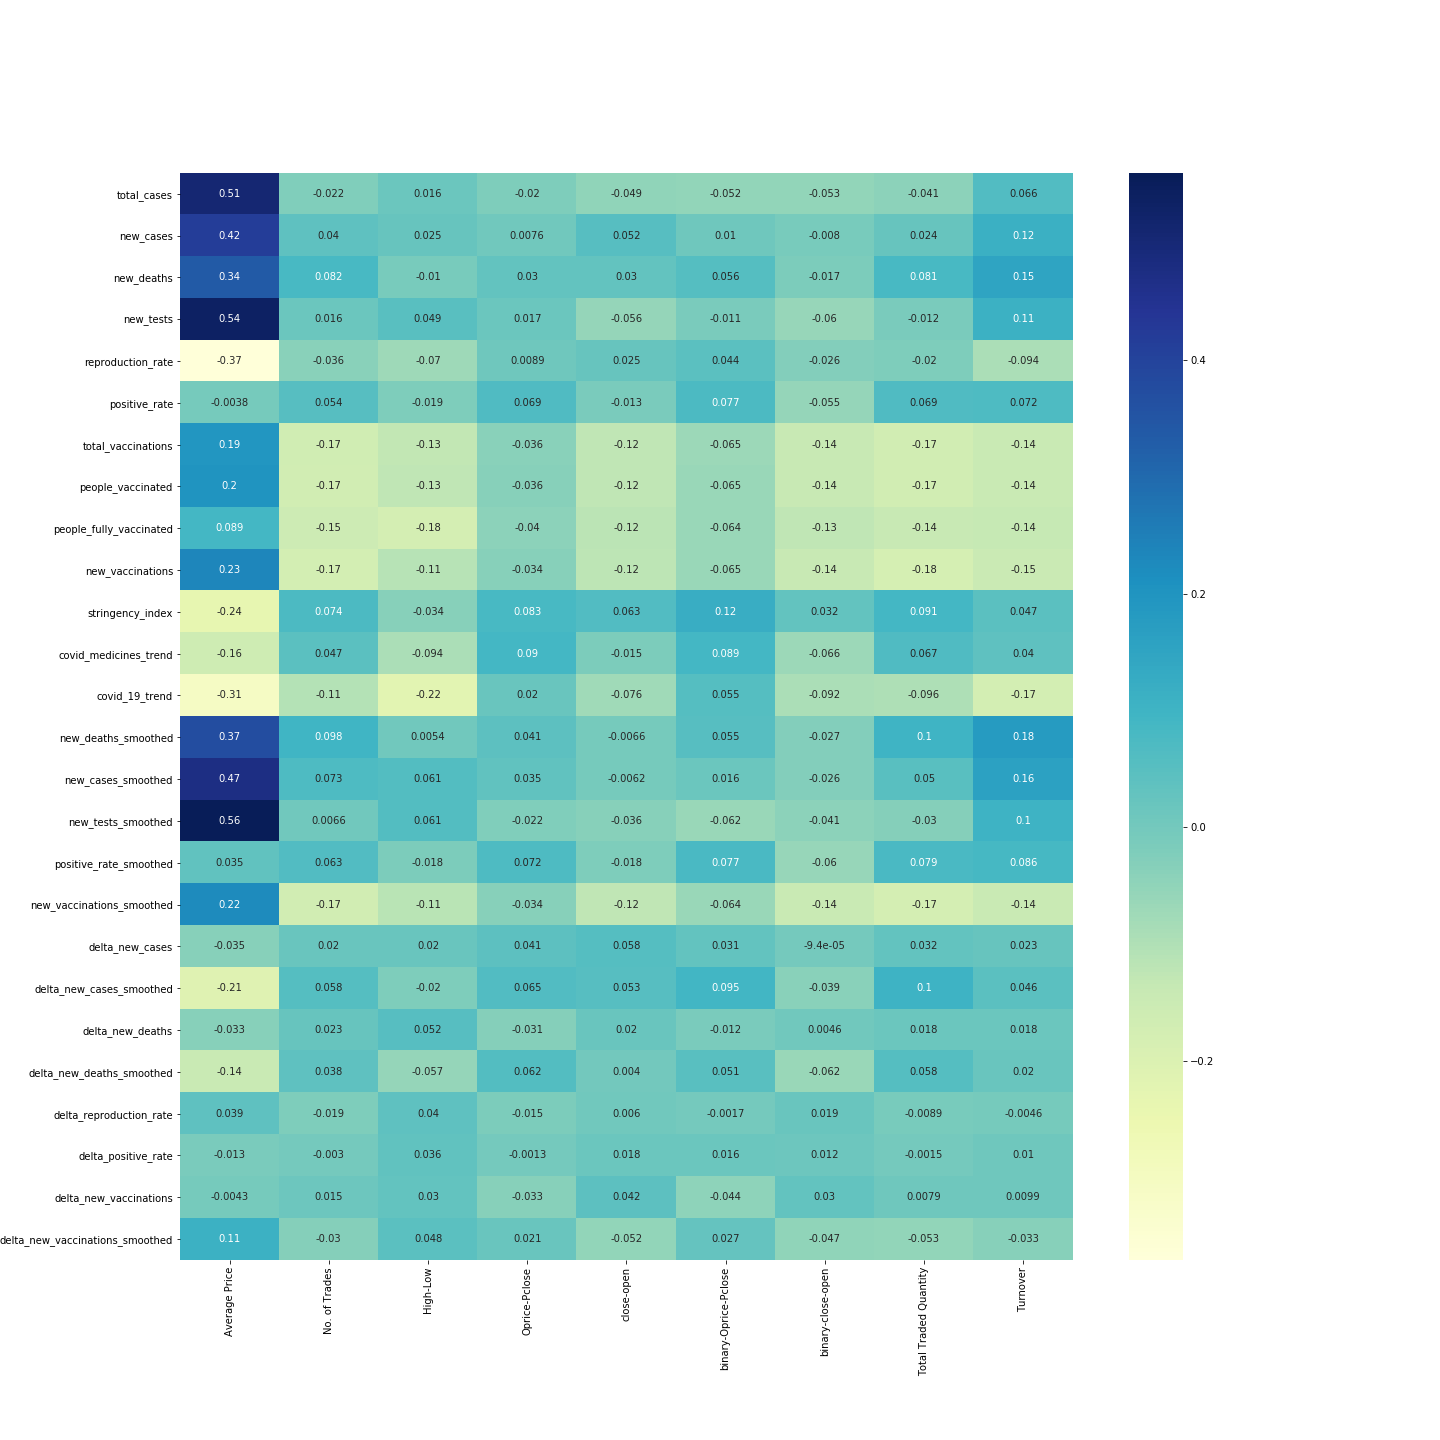 total_cases 0.51 -0.022 0.016 -0.02 -0.049 -0.052 -0.053 -0.041 0.066
new_cases 0.42 0.04 0.025 0.0076 0.052 0.01 -0.008 0.024 0.12
new_deaths 0.34 0.082 -0.01 0.03 0.03 0.056 -0.017 0.081 0.15
new_tests 0.54 0.016 0.049 0.017 -0.056 -0.011 -0.06 -0.012 0.11
reproduction_rate -0.37 -0.036 -0.07 0.0089 0.025 0.044 -0.026 -0.02 -0.094
0.4
positive_rate -0.0038 0.054 -0.019 0.069 -0.013 0.077 -0.055 0.069 0.072
total_vaccinations 0.19 -0.17 -0.13 -0.036 -0.12 -0.065 -0.14 -0.17 -0.14
people_vaccinated 0.2 -0.17 -0.13 -0.036 -0.12 -0.065 -0.14 -0.17 -0.14
people_fully_vaccinated 0.089 -0.15 -0.18 -0.04 -0.12 -0.064 -0.13 -0.14 -0.14
new_vaccinations 0.23 -0.17 -0.11 -0.034 -0.12 -0.065 -0.14 -0.18 -0.15
0.2
stringency_index -0.24 0.074 -0.034 0.083 0.063 0.12 0.032 0.091 0.047
covid_medicines_trend -0.16 0.047 -0.094 0.09 -0.015 0.089 -0.066 0.067 0.04
covid_19_trend -0.31 -0.11 -0.22 0.02 -0.076 0.055 -0.092 -0.096 -0.17
new_deaths_smoothed 0.37 0.098 0.0054 0.041 -0.0066 0.055 -0.027 0.1 0.18
new_cases_smoothed 0.47 0.073 0.061 0.035 -0.0062 0.016 -0.026 0.05 0.16
new_tests_smoothed 0.56 0.0066 0.061 -0.022 -0.036 -0.062 -0.041 -0.03 0.1
0.0
positive_rate_smoothed 0.035 0.063 -0.018 0.072 -0.018 0.077 -0.06 0.079 0.086
new_vaccinations_smoothed 0.22 -0.17 -0.11 -0.034 -0.12 -0.064 -0.14 -0.17 -0.14
delta_new_cases -0.035 0.02 0.02 0.041 0.058 0.031 -9.4e-05 0.032 0.023
delta_new_cases_smoothed -0.21 0.058 -0.02 0.065 0.053 0.095 -0.039 0.1 0.046
delta_new_deaths -0.033 0.023 0.052 -0.031 0.02 -0.012 0.0046 0.018 0.018
−0.2
delta_new_deaths_smoothed -0.14 0.038 -0.057 0.062 0.004 0.051 -0.062 0.058 0.02
delta_reproduction_rate 0.039 -0.019 0.04 -0.015 0.006 -0.0017 0.019 -0.0089 -0.0046
delta_positive_rate -0.013 -0.003 0.036 -0.0013 0.018 0.016 0.012 -0.0015 0.01
delta_new_vaccinations -0.0043 0.015 0.03 -0.033 0.042 -0.044 0.03 0.0079 0.0099
delta_new_vaccinations_smoothed 0.11 -0.03 0.048 0.021 -0.052 0.027 -0.047 -0.053 -0.033
Average Price
No. of Trades
High-Low
Oprice-Pclose
close-open
binary-Oprice-Pclose
binary-close-open
Total Traded Quantity
Turnover